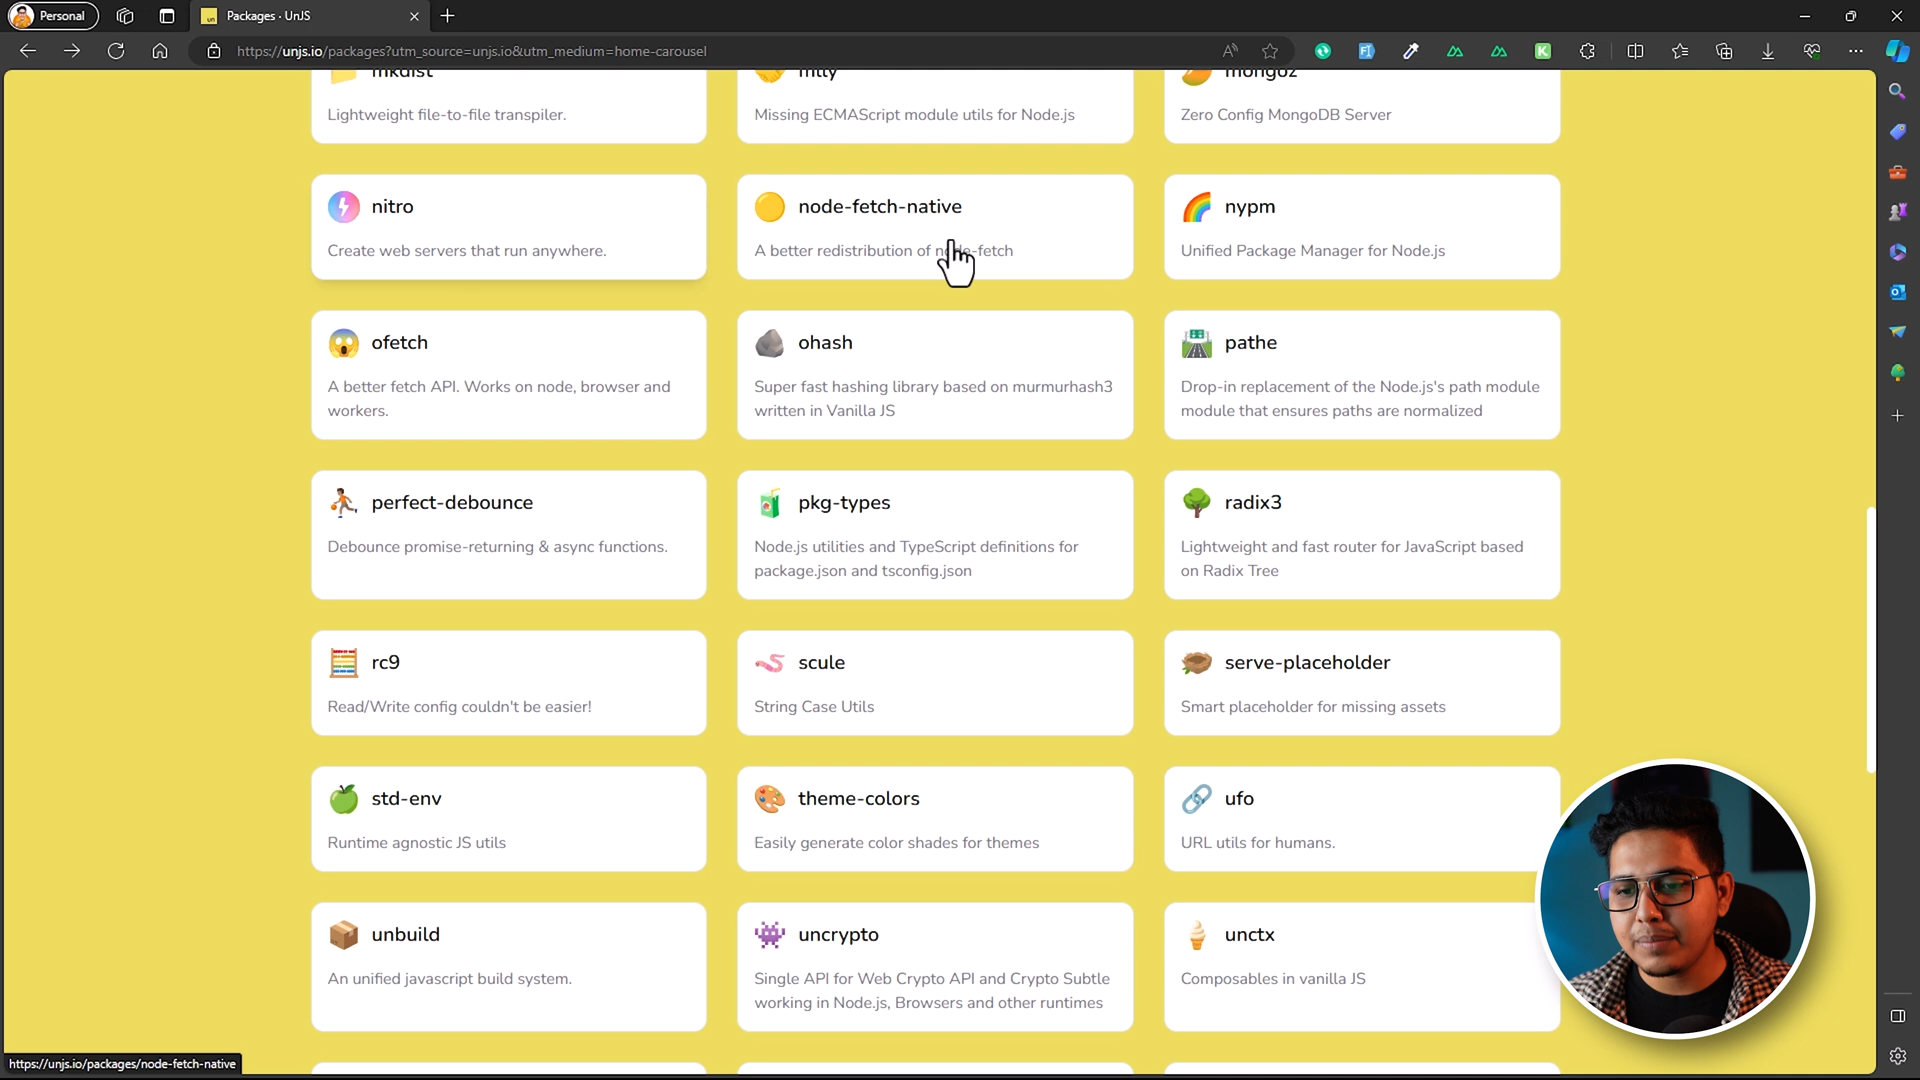 Personal
Packages · UnJS
https://unjs.io/packages?utm_source=unjs.io&utm_medium=home-carousel
mkdist
mlly
mongoz
Lightweight file-to-file transpiler.
Missing ECMAScript module utils for Node.js
Zero Config MongoDB Server
nitro
node-fetch-native
nypm
Create web servers that run anywhere.
A better redistribution of node-fetch
Unified Package Manager for Node.js
ofetch
ohash
pathe
A better fetch API. Works on node, browser and
workers.
Super fast hashing library based on murmurhash3
written in Vanilla JS
Drop-in replacement of the Node.js's path module
module that ensures paths are normalized
perfect-debounce
pkg-types
radix3
Debounce promise-returning & async functions.
Node.js utilities and TypeScript definitions for
package.json and tsconfig.json
Lightweight and fast router for JavaScript based
on Radix Tree
rc9
scule
serve-placeholder
Read/Write config couldn't be easier!
String Case Utils
Smart placeholder for missing assets
std-env
theme-colors
ufo
Runtime agnostic JS utils
Easily generate color shades for themes
URL utils for humans.
unbuild
uncrypto
unctx
An unified javascript build system.
Single API for Web Crypto API and Crypto Subtle
working in Node.js, Browsers and other runtimes
Composables in vanilla JS
https://unjs.io/packages/node-fetch-native